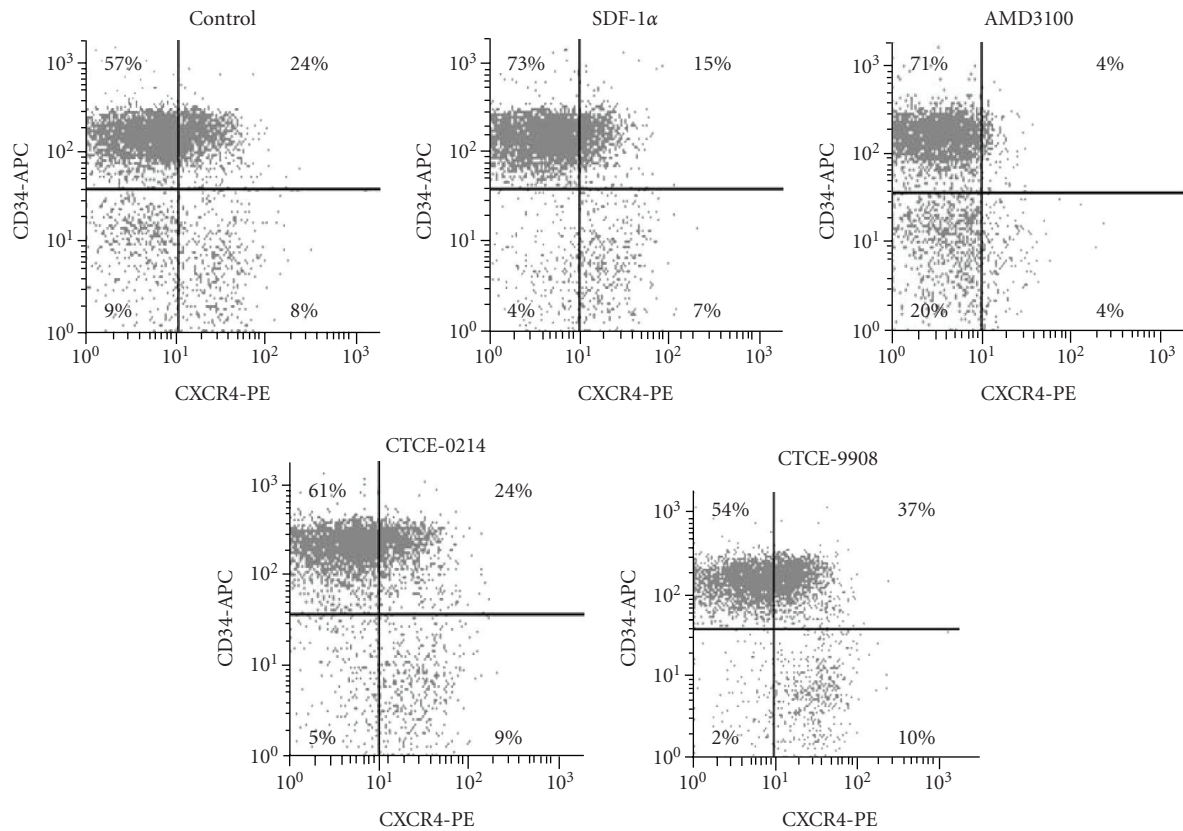 Control
57%
24%
9%
8%
10³
10²
10¹
10⁰
10⁰ 10¹ 10² 10³
CD34-APC
CXCR4-PE
SDF-1α
73%
15%
4%
7%
10³
10²
10¹
10⁰
10⁰ 10¹ 10² 10³
CD34-APC
CXCR4-PE
AMD3100
71%
4%
20%
4%
10³
10²
10¹
10⁰
10⁰ 10¹ 10² 10³
CD34-APC
CXCR4-PE
CTCE-0214
61%
24%
5%
9%
10³
10²
10¹
10⁰
10⁰ 10¹ 10² 10³
CD34-APC
CXCR4-PE
CTCE-9908
54%
37%
2%
10%
10³
10²
10¹
10⁰
10⁰ 10¹ 10² 10³
CD34-APC
CXCR4-PE